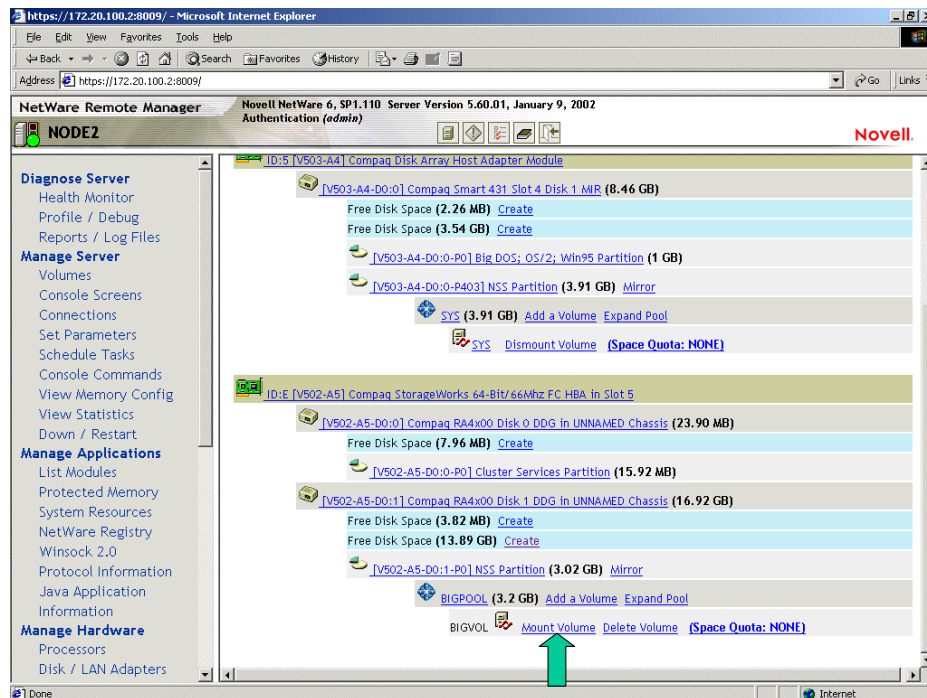 https://172.20.100.2:8009/ - Microsoft Internet Explorer
File Edit View Favorites Tools Help
Back Search Favorites History
Address https://172.20.100.2:8009/ Go Links
NetWare Remote Manager
NODE2
Novell NetWare 6, SP1.110 Server Version 5.60.01, January 9, 2002
Authentication (admin)
Novell.
Diagnose Server
Health Monitor
Profile / Debug
Reports / Log Files
Manage Server
Volumes
Console Screens
Connections
Set Parameters
Schedule Tasks
Console Commands
View Memory Config
View Statistics
Down / Restart
Manage Applications
List Modules
Protected Memory
System Resources
NetWare Registry
Winsock 2.0
Protocol Information
Java Application
Information
Manage Hardware
Processors
Disk / LAN Adapters
ID:5 [V503-A4] Compaq Disk Array Host Adapter Module
[V503-A4-D0:0] Compaq Smart 431 Slot 4 Disk 1 MIR (8.46 GB)
Free Disk Space (2.26 MB) Create
Free Disk Space (3.54 GB) Create
[V503-A4-D0:0-P0] Big DOS; OS/2; Win95 Partition (1 GB)
[V503-A4-D0:0-P403] NSS Partition (3.91 GB) Mirror
SYS (3.91 GB) Add a Volume Expand Pool
SYS Dismount Volume (Space Quota: NONE)
ID:E [V502-A5] Compaq StorageWorks 64-Bit/66Mhz FC HBA in Slot 5
[V502-A5-D0:0] Compaq RA4x00 Disk 0 DDG in UNNAMED Chassis (23.90 MB)
Free Disk Space (7.96 MB) Create
[V502-A5-D0:0-P0] Cluster Services Partition (15.92 MB)
[V502-A5-D0:1] Compaq RA4x00 Disk 1 DDG in UNNAMED Chassis (16.92 GB)
Free Disk Space (3.82 MB) Create
Free Disk Space (13.89 GB) Create
[V502-A5-D0:1-P0] NSS Partition (3.02 GB) Mirror
BIGPOOL (3.2 GB) Add a Volume Expand Pool
BIGVOL Mount Volume Delete Volume (Space Quota: NONE)
Done Internet